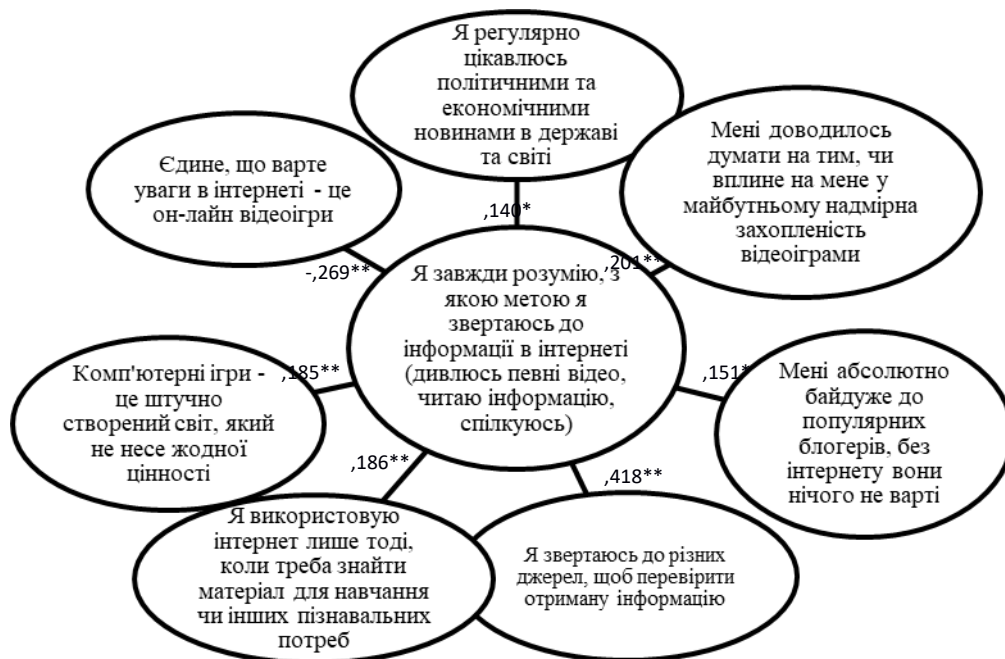 Я регулярно
цікавлюсь
політичними та
економічними
новинами в державі
та світі
Мені доводилось
думати на тим, чи
вплине на мене у
майбутньому надмірна
захопленість
відеоіграми
Єдине, що варте
уваги в інтернеті - це
он-лайн відеоігри
,140*
-,269**
,201**
Я завжди розумію, з
якою метою я
звертаюсь до
інформації в інтернеті
(дивлюсь певні відео,
читаю інформацію,
спілкуюсь)
,185**
,151*
Комп'ютерні ігри -
це штучно
створений світ, який
не несе жодної
цінності
Мені абсолютно
байдуже до
популярних
блогерів, без
інтернету вони
нічого не варті
,186**
,418**
Я використовую
інтернет лише тоді,
коли треба знайти
матеріал для навчання
чи інших пізнавальних
потреб
Я звертаюсь до різних
джерел, щоб перевірити
отриману інформацію